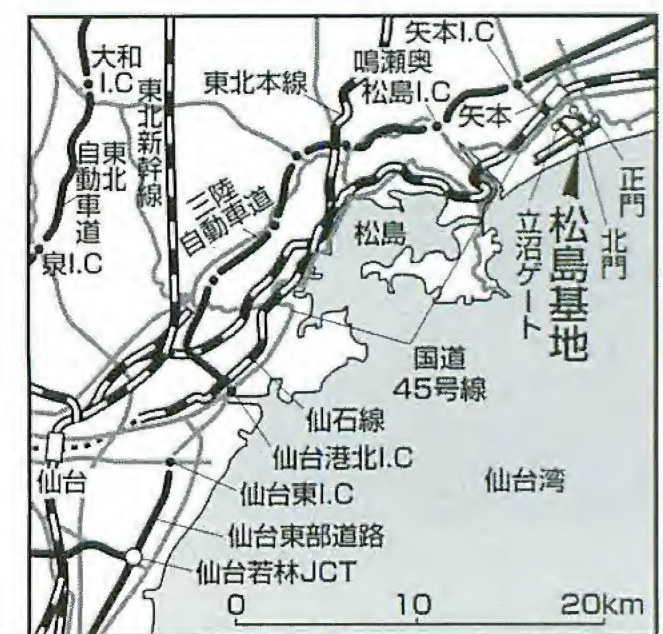 大和
I.C
東北新幹線
東北
自動車道
泉I.C
東北本線
三陸
自動車道
鳴瀬奥
松島I.C
矢本I.C
矢本
松島
正門
北門
松島基地
立沼ゲート
国道
45号線
仙石線
仙台港北I.C
仙台
仙台東I.C
仙台湾
仙台東部道路
仙台若林JCT
0
10
20km